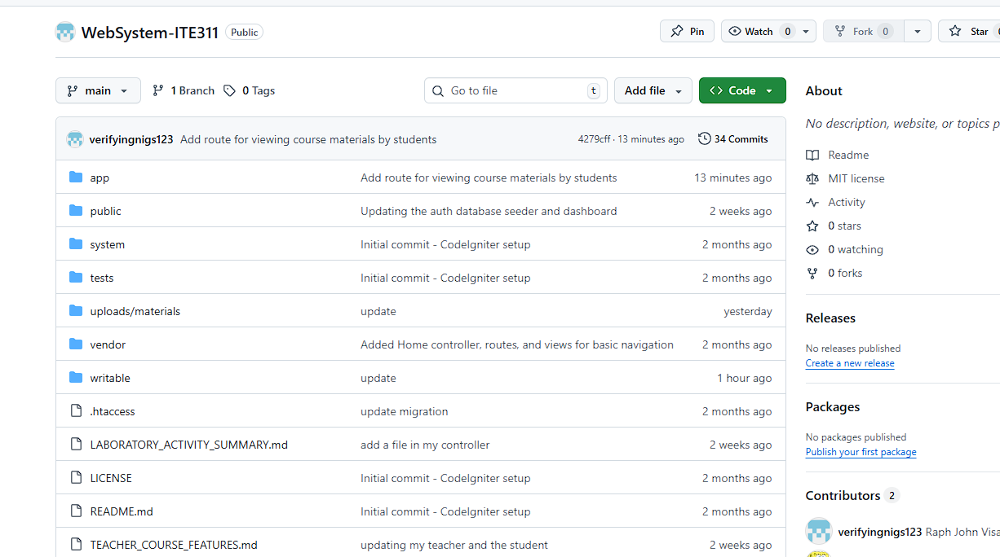 WebSystem-ITE311 Public Pin Watch 0 Fork 0 Star
main 1 Branch 0 Tags Go to file t Add file Code
verifyingnigs123 Add route for viewing course materials by students 4279cff · 13 minutes ago 34 Commits
app Add route for viewing course materials by students 13 minutes ago
public Updating the auth database seeder and dashboard 2 weeks ago
system Initial commit - CodeIgniter setup 2 months ago
tests Initial commit - CodeIgniter setup 2 months ago
uploads/materials update yesterday
vendor Added Home controller, routes, and views for basic navigation 2 months ago
writable update 1 hour ago
.htaccess update migration 2 months ago
LABORATORY_ACTIVITY_SUMMARY.md add a file in my controller 2 weeks ago
LICENSE Initial commit - CodeIgniter setup 2 months ago
README.md Initial commit - CodeIgniter setup 2 months ago
TEACHER_COURSE_FEATURES.md updating my teacher and the student 2 weeks ago
About
No description, website, or topics p
Readme
MIT license
Activity
0 stars
0 watching
0 forks
Releases
No releases published
Create a new release
Packages
No packages published
Publish your first package
Contributors 2
verifyingnigs123 Raph John Visa